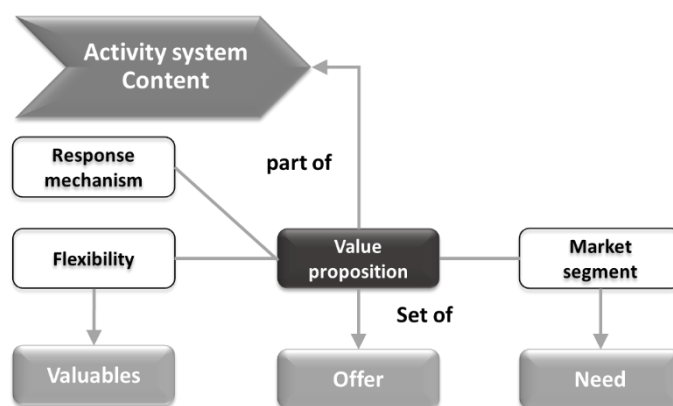 Activity system
Content
Response
mechanism
part of
Flexibility
Value
proposition
Market
segment
Set of
Valuables
Offer
Need